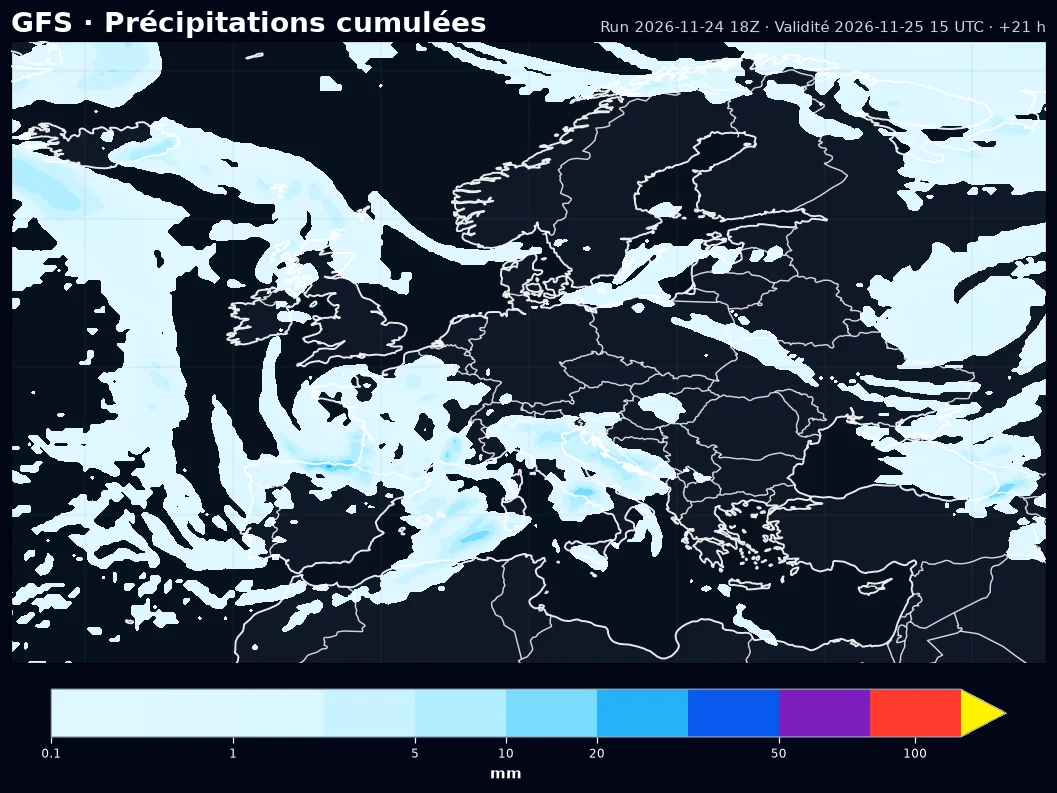 GFS · Précipitations cumulées
Run 2026-11-24 18Z · Validité 2026-11-25 15 UTC · +21 h
0.1 1 5 10 20 50 100
mm